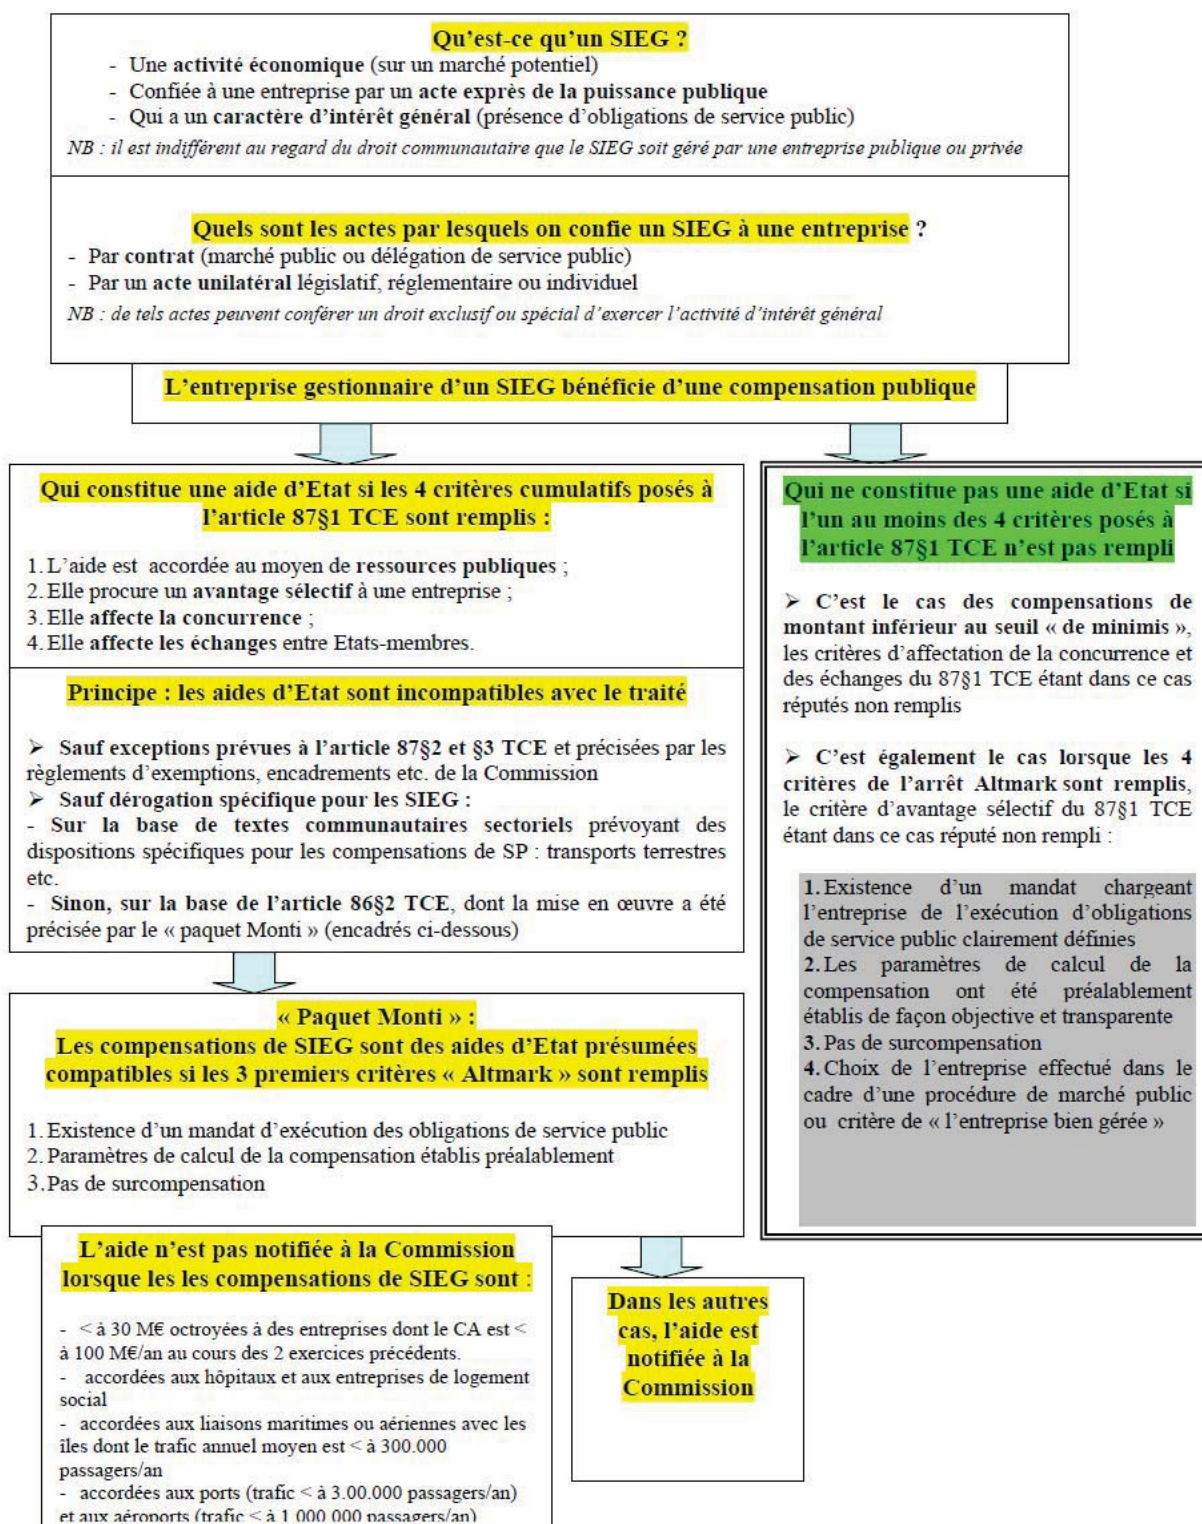 Qu’est-ce qu’un SIEG ?
- Une activité économique (sur un marché potentiel)
- Confiée à une entreprise par un acte exprès de la puissance publique
- Qui a un caractère d’intérêt général (présence d’obligations de service public)
NB : il est indifférent au regard du droit communautaire que le SIEG soit géré par une entreprise publique ou privée
Quels sont les actes par lesquels on confie un SIEG à une entreprise ?
- Par contrat (marché public ou délégation de service public)
- Par un acte unilatéral législatif, réglementaire ou individuel
NB : de tels actes peuvent conférer un droit exclusif ou spécial d’exercer l’activité d’intérêt général
L’entreprise gestionnaire d’un SIEG bénéficie d’une compensation publique
Qui constitue une aide d’Etat si les 4 critères cumulatifs posés à
l’article 87§1 TCE sont remplis :
1. L’aide est accordée au moyen de ressources publiques ;
2. Elle procure un avantage sélectif à une entreprise ;
3. Elle affecte la concurrence ;
4. Elle affecte les échanges entre Etats-membres.
Principe : les aides d’Etat sont incompatibles avec le traité
➢ Sauf exceptions prévues à l’article 87§2 et §3 TCE et précisées par les
règlements d’exemptions, encadrements etc. de la Commission
➢ Sauf dérogation spécifique pour les SIEG :
- Sur la base de textes communautaires sectoriels prévoyant des
dispositions spécifiques pour les compensations de SP : transports terrestres
etc.
- Sinon, sur la base de l’article 86§2 TCE, dont la mise en œuvre a été
précisée par le « paquet Monti » (encadrés ci-dessous)
« Paquet Monti » :
Les compensations de SIEG sont des aides d’Etat présumées
compatibles si les 3 premiers critères « Altmark » sont remplis
1. Existence d’un mandat d’exécution des obligations de service public
2. Paramètres de calcul de la compensation établis préalablement
3. Pas de surcompensation
L’aide n’est pas notifiée à la Commission
lorsque les les compensations de SIEG sont :
- < à 30 M€ octroyées à des entreprises dont le CA est <
à 100 M€/an au cours des 2 exercices précédents.
- accordées aux hôpitaux et aux entreprises de logement
social
- accordées aux liaisons maritimes ou aériennes avec les
îles dont le trafic annuel moyen est < à 300.000
passagers/an
- accordées aux ports (trafic < à 3.00.000 passagers/an)
et aux aéroports (trafic < à 1 000 000 passagers/an)
Dans les autres
cas, l’aide est
notifiée à la
Commission
Qui ne constitue pas une aide d’Etat si
l’un au moins des 4 critères posés à
l’article 87§1 TCE n’est pas rempli
➢ C’est le cas des compensations de
montant inférieur au seuil « de minimis »,
les critères d’affectation de la concurrence et
des échanges du 87§1 TCE étant dans ce cas
réputés non remplis
➢ C’est également le cas lorsque les 4
critères de l’arrêt Altmark sont remplis,
le critère d’avantage sélectif du 87§1 TCE
étant dans ce cas réputé non rempli :
1. Existence d’un mandat chargeant
l’entreprise de l’exécution d’obligations
de service public clairement définies
2. Les paramètres de calcul de la
compensation ont été préalablement
établis de façon objective et transparente
3. Pas de surcompensation
4. Choix de l’entreprise effectué dans le
cadre d’une procédure de marché public
ou critère de « l’entreprise bien gérée »